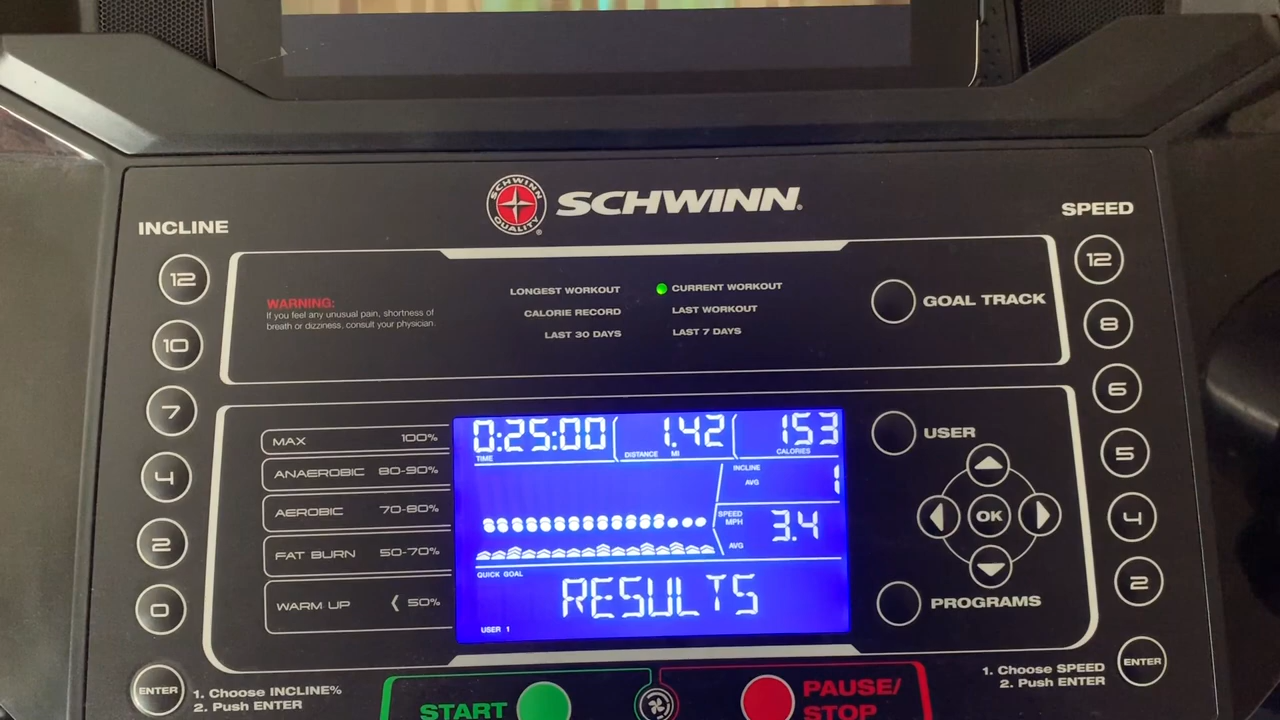 SCHWINN
QUALITY
SCHWINN
INCLINE
SPEED
12
10
7
4
2
0
ENTER
1. Choose INCLINE%
2. Push ENTER
WARNING:
If you feel any unusual pain, shortness of
breath or dizziness, consult your physician.
LONGEST WORKOUT
CALORIE RECORD
LAST 30 DAYS
CURRENT WORKOUT
LAST WORKOUT
LAST 7 DAYS
GOAL TRACK
MAX 100%
ANAEROBIC 80-90%
AEROBIC 70-80%
FAT BURN 50-70%
WARM UP < 50%
0:25:00
TIME
1.42
DISTANCE MI
153
CALORIES
INCLINE
AVG
1
SPEED
MPH
AVG
3.4
QUICK GOAL
RESULTS
USER 1
USER
OK
PROGRAMS
12
8
6
5
4
2
ENTER
1. Choose SPEED
2. Push ENTER
START
PAUSE/
STOP